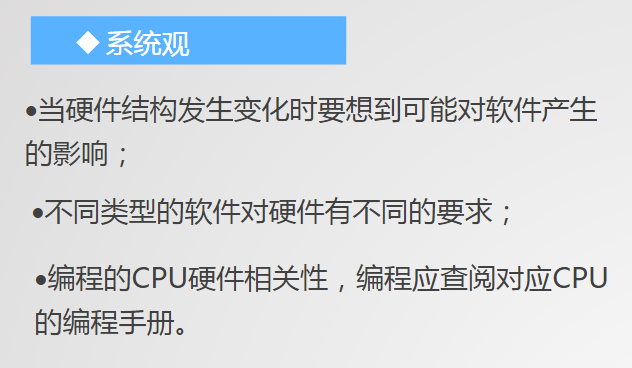 ◆ 系统观
•当硬件结构发生变化时要想到可能对软件产生
的影响；
•不同类型的软件对硬件有不同的要求；
•编程的CPU硬件相关性，编程应查阅对应CPU
的编程手册。